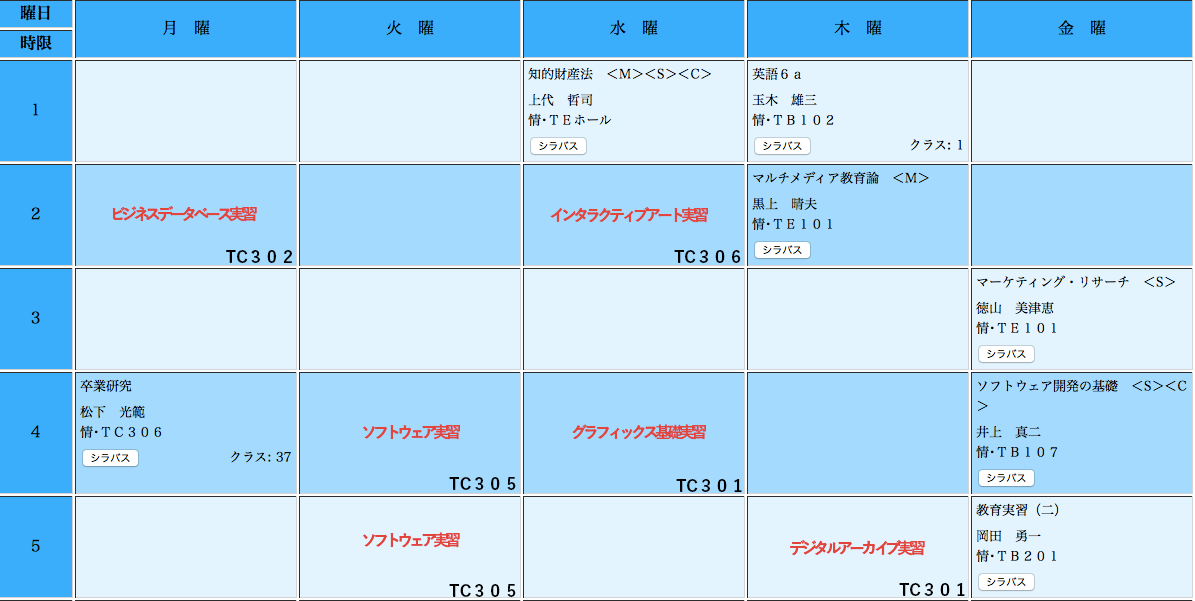 曜日
時限
月　曜
火　曜
水　曜
木　曜
金　曜
1
知的財産法　＜Ｍ＞＜Ｓ＞＜Ｃ＞
上代　哲司
情・ＴＥホール
シラバス
英語６ａ
玉木　雄三
情・ＴＢ１０２
シラバス
クラス: 1
2
ビジネスデータベース実習
TC３０２
インタラクティブアート実習
TC３０６
マルチメディア教育論　＜Ｍ＞
黒上　晴夫
情・ＴＥ１０１
シラバス
3
マーケティング・リサーチ　＜Ｓ＞
徳山　美津恵
情・ＴＥ１０１
シラバス
4
卒業研究
松下　光範
情・ＴＣ３０６
シラバス
クラス: 37
ソフトウェア実習
TC３０５
グラフィックス基礎実習
TC３０１
ソフトウェア開発の基礎　＜Ｓ＞＜Ｃ
＞
井上　真二
情・ＴＢ１０７
シラバス
5
ソフトウェア実習
TC３０５
デジタルアーカイブ実習
TC３０１
教育実習（二）
岡田　勇一
情・ＴＢ２０１
シラバス